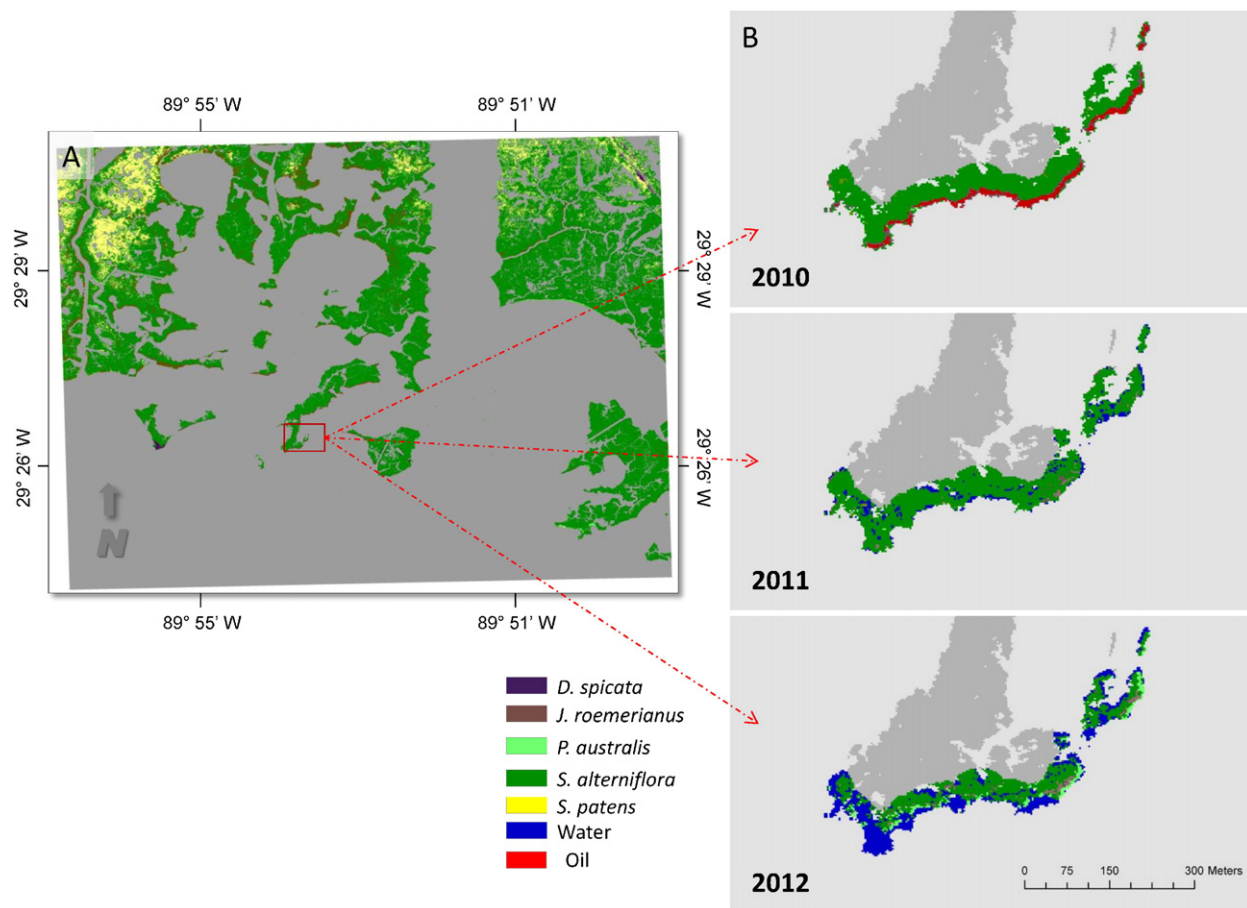 A
89° 55' W
89° 51' W
29° 29' W
29° 29' W
29° 26' W
29° 26' W
N
89° 55' W
89° 51' W
D. spicata
J. roemerianus
P. australis
S. alterniflora
S. patens
Water
Oil
B
2010
2011
2012
0 75 150 300 Meters